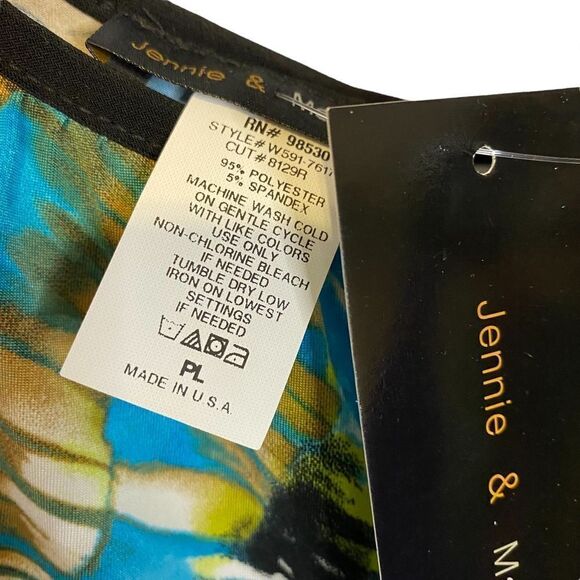 Jennie &
RN# 98530
STYLE# W591-761
CUT# 8129R
95% POLYESTER
5% SPANDEX
MACHINE WASH COLD
ON GENTLE CYCLE
WITH LIKE COLORS
USE ONLY
NON-CHLORINE BLEACH
IF NEEDED
TUMBLE DRY LOW
IRON ON LOWEST
SETTINGS
IF NEEDED
PL
MADE IN U.S.A.
Jennie & M